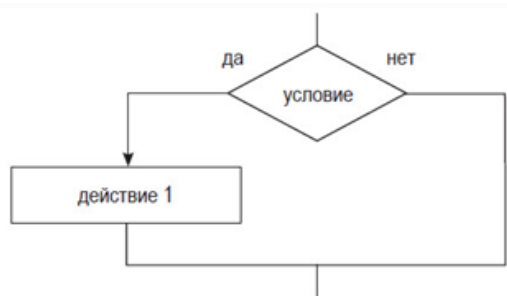 да
нет
условие
действие 1